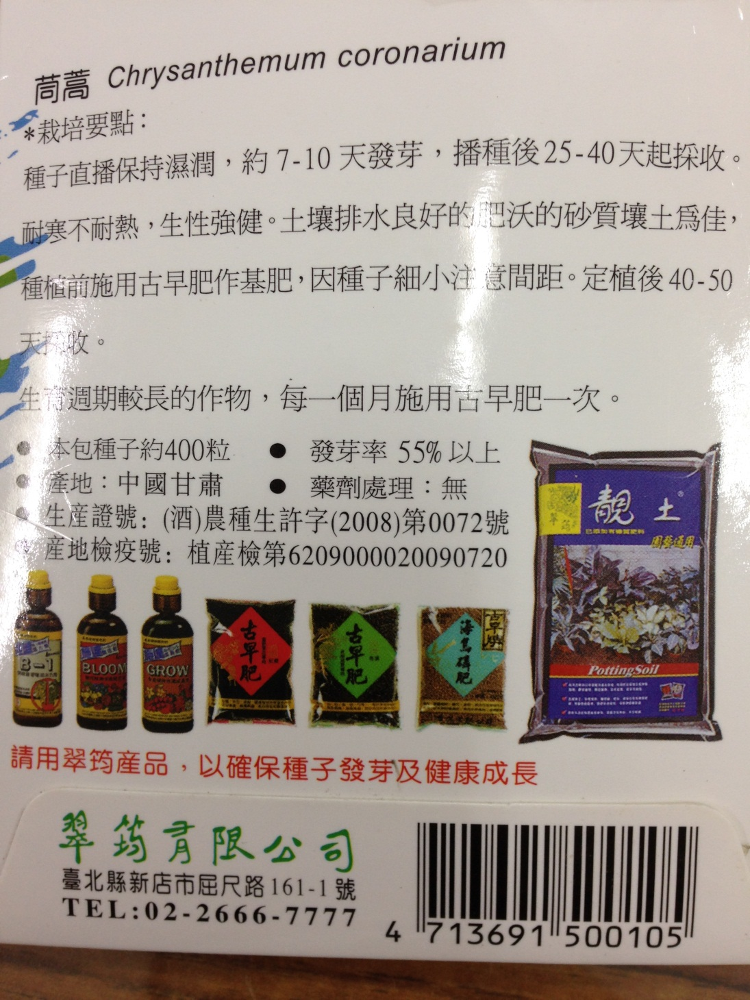 茼蒿 Chrysanthemum coronarium
*栽培要點：
種子直播保持濕潤，約 7-10 天發芽，播種後25-40天起採收。
耐寒不耐熱，生性強健。土壤排水良好的肥沃的砂質壤土爲佳，
種植前施用古早肥作基肥，因種子細小注意間距。定植後40-50
天採收。
生育週期較長的作物，每一個月施用古早肥一次。
● 本包種子約400粒 ● 發芽率 55% 以上
● 產地：中國甘肅 ● 藥劑處理：無
● 生産證號：(酒)農種生許字(2008)第0072號
● 産地檢疫號：植産檢第6209000020090720
靚土®
翠筠
已添加有機質肥料
園藝通用
PottingSoil
B-1
BLOOM
GROW
古早肥
古早肥
海鳥磷肥
請用翠筠產品，以確保種子發芽及健康成長
翠筠有限公司
臺北縣新店市屈尺路161-1號
TEL:02-2666-7777
4 713691 500105